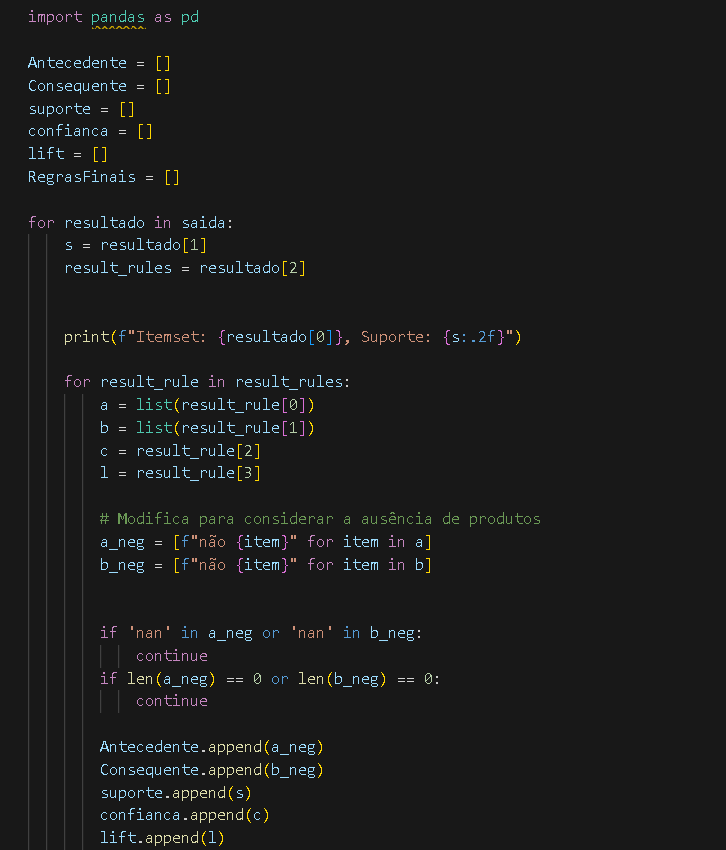 import pandas as pd
Antecedente = []
Consequente = []
suporte = []
confianca = []
lift = []
RegrasFinais = []
for resultado in saida:
s = resultado[1]
result_rules = resultado[2]
print(f"Itemset: {resultado[0]}, Suporte: {s:.2f}")
for result_rule in result_rules:
a = list(result_rule[0])
b = list(result_rule[1])
c = result_rule[2]
l = result_rule[3]
# Modifica para considerar a ausência de produtos
a_neg = [f"não {item}" for item in a]
b_neg = [f"não {item}" for item in b]
if 'nan' in a_neg or 'nan' in b_neg:
continue
if len(a_neg) == 0 or len(b_neg) == 0:
continue
Antecedente.append(a_neg)
Consequente.append(b_neg)
suporte.append(s)
confianca.append(c)
lift.append(l)